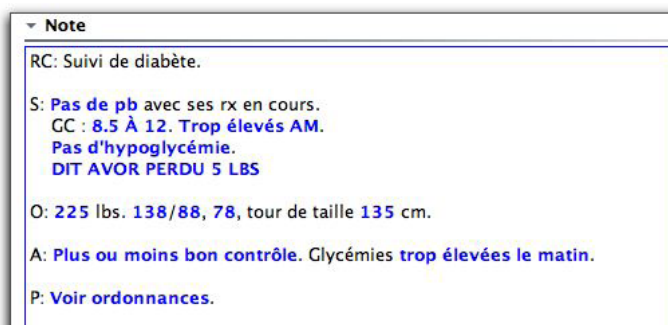 Note
RC: Suivi de diabète.
S: Pas de pb avec ses rx en cours.
GC : 8.5 À 12. Trop élevés AM.
Pas d'hypoglycémie.
DIT AVOR PERDU 5 LBS
O: 225 lbs. 138/88, 78, tour de taille 135 cm.
A: Plus ou moins bon contrôle. Glycémies trop élevées le matin.
P: Voir ordonnances.